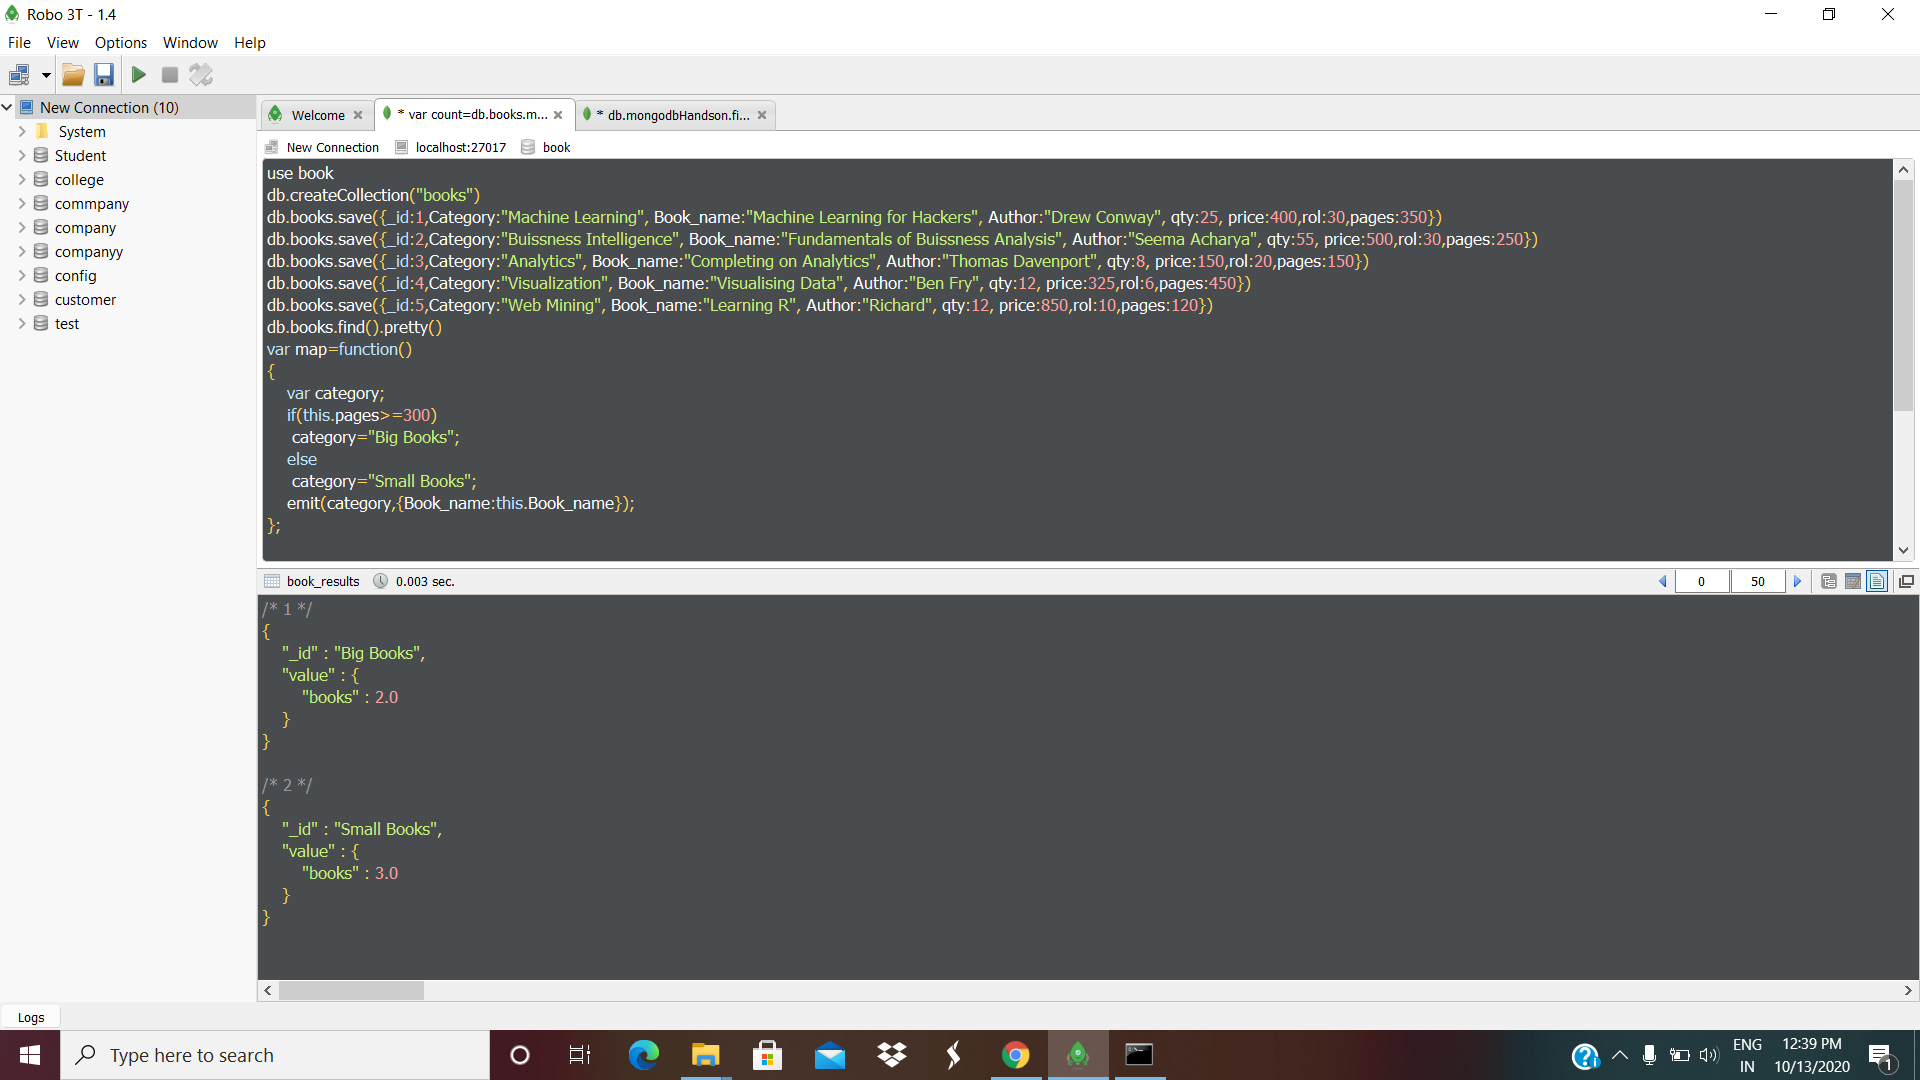 Robo 3T - 1.4
File View Options Window Help
New Connection (10)
System
Student
college
commpany
company
companyy
config
customer
test
Welcome
* var count=db.books.m...
* db.mongodbHandson.fi...
New Connection localhost:27017 book
use book
db.createCollection("books")
db.books.save({_id:1,Category:"Machine Learning", Book_name:"Machine Learning for Hackers", Author:"Drew Conway", qty:25, price:400,rol:30,pages:350})
db.books.save({_id:2,Category:"Buissness Intelligence", Book_name:"Fundamentals of Buissness Analysis", Author:"Seema Acharya", qty:55, price:500,rol:30,pages:250})
db.books.save({_id:3,Category:"Analytics", Book_name:"Completing on Analytics", Author:"Thomas Davenport", qty:8, price:150,rol:20,pages:150})
db.books.save({_id:4,Category:"Visualization", Book_name:"Visualising Data", Author:"Ben Fry", qty:12, price:325,rol:6,pages:450})
db.books.save({_id:5,Category:"Web Mining", Book_name:"Learning R", Author:"Richard", qty:12, price:850,rol:10,pages:120})
db.books.find().pretty()
var map=function()
{
var category;
if(this.pages>=300)
category="Big Books";
else
category="Small Books";
emit(category,{Book_name:this.Book_name});
};
book_results 0.003 sec.
0 50
/* 1 */
{
"_id" : "Big Books",
"value" : {
"books" : 2.0
}
}
/* 2 */
{
"_id" : "Small Books",
"value" : {
"books" : 3.0
}
}
Logs
Type here to search
ENG
IN
12:39 PM
10/13/2020
1